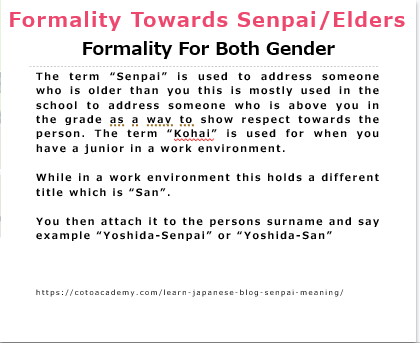 Formality Towards Senpai/Elders
Formality For Both Gender
The term “Senpai” is used to address someone
who is older than you this is mostly used in the
school to address someone who is above you in
the grade as a way to show respect towards the
person. The term “Kohai” is used for when you
have a junior in a work environment.
While in a work environment this holds a different
title which is “San”.
You then attach it to the persons surname and say
example “Yoshida-Senpai” or “Yoshida-San”
https://cotoacademy.com/learn-japanese-blog-senpai-meaning/